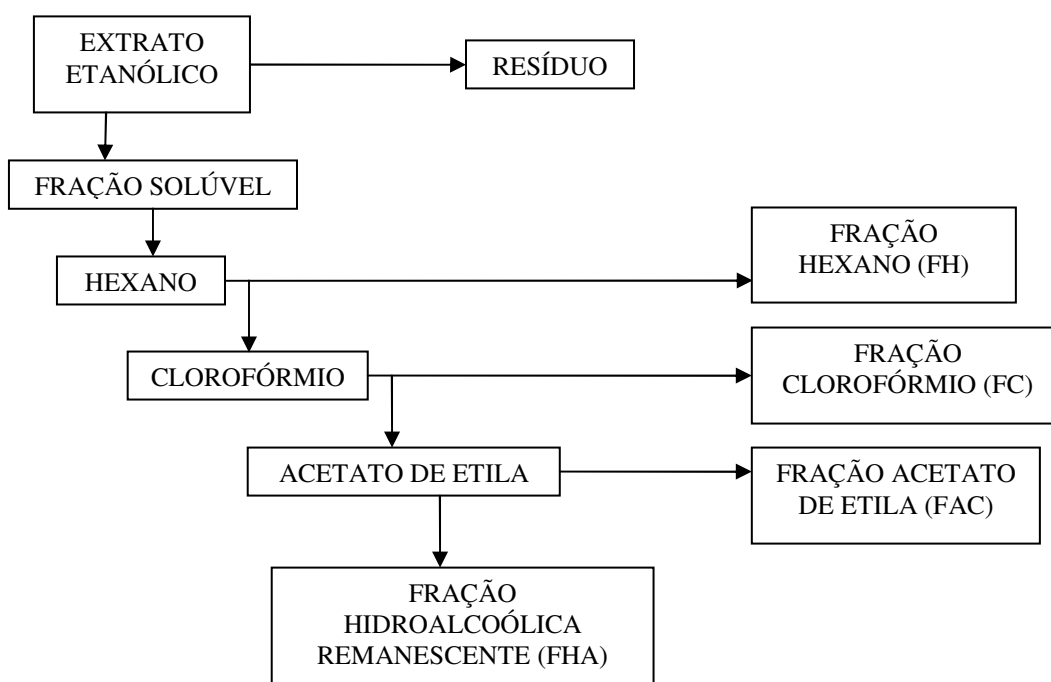 EXTRATO
ETANÓLICO
RESÍDUO
FRAÇÃO SOLÚVEL
HEXANO
FRAÇÃO
HEXANO (FH)
CLOROFÓRMIO
FRAÇÃO
CLOROFÓRMIO (FC)
ACETATO DE ETILA
FRAÇÃO ACETATO
DE ETILA (FAC)
FRAÇÃO
HIDROALCOÓLICA
REMANESCENTE (FHA)